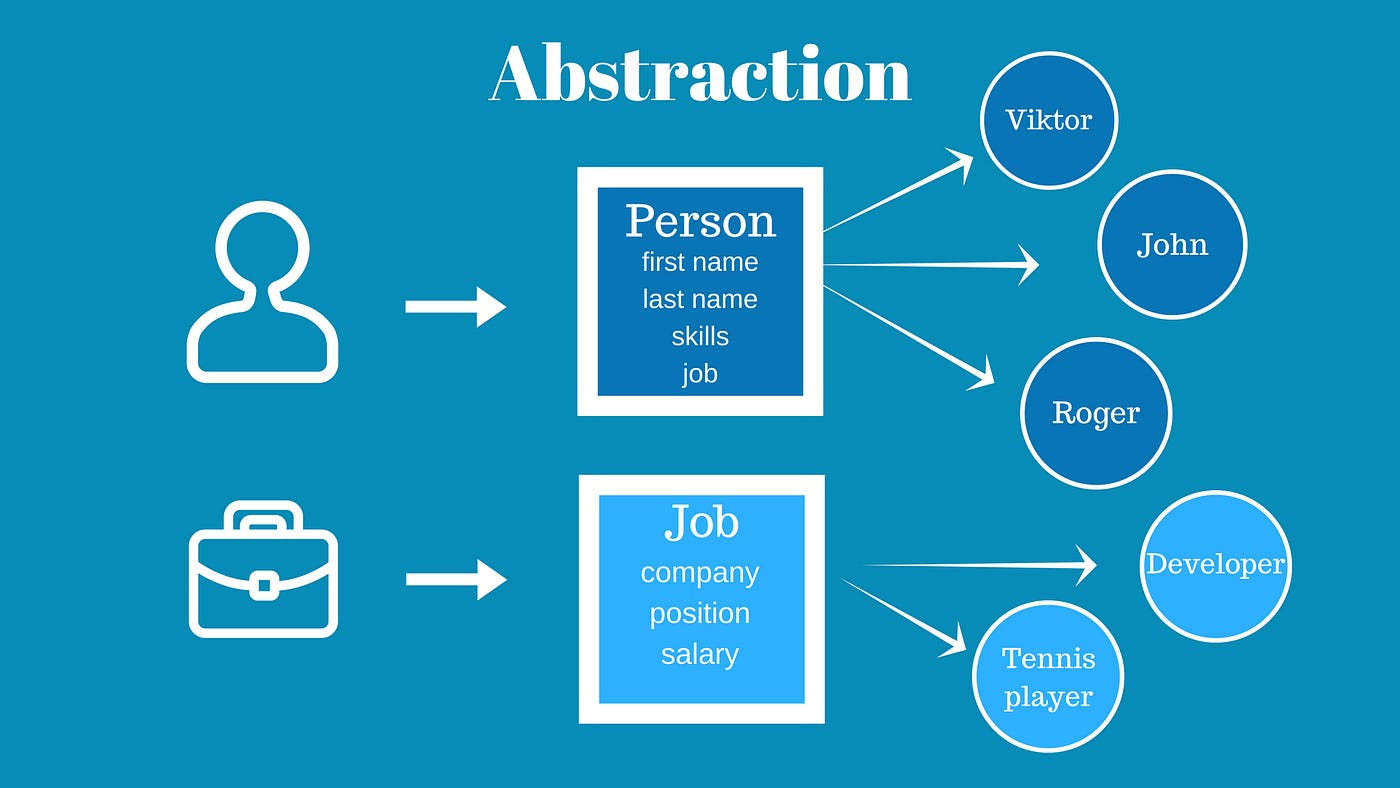 Abstraction
Person
first name
last name
skills
job
Viktor
John
Roger
Job
company
position
salary
Developer
Tennis
player